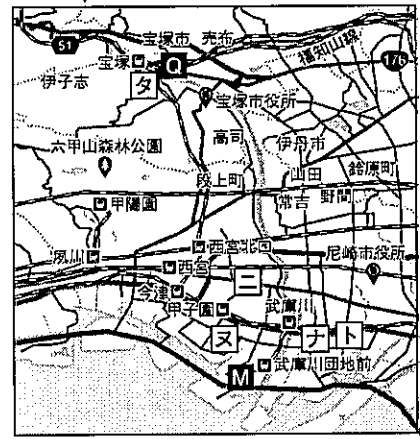 宝塚市 売布
51
宝塚
Q
福知山線
176
伊子志
タ
宝塚市役所
高司
伊丹市
六甲山森林公園
段上町
山田
鈴原町
甲陽園
常吉
野間
西宮北口
尼崎市役所
夙川
西宮
ニ
今津
甲子園
武庫川
ヌ
ナ
ト
M
武庫川団地前